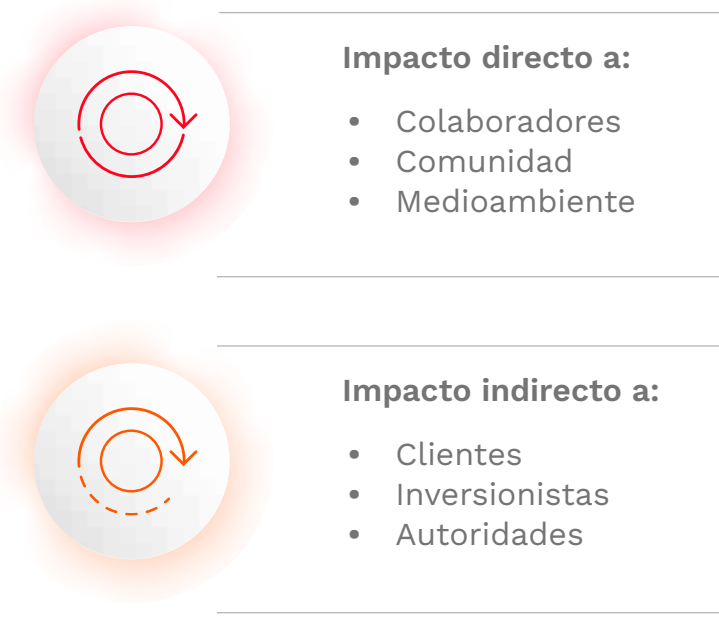 Impacto directo a:
• Colaboradores
• Comunidad
• Medioambiente
Impacto indirecto a:
• Clientes
• Inversionistas
• Autoridades